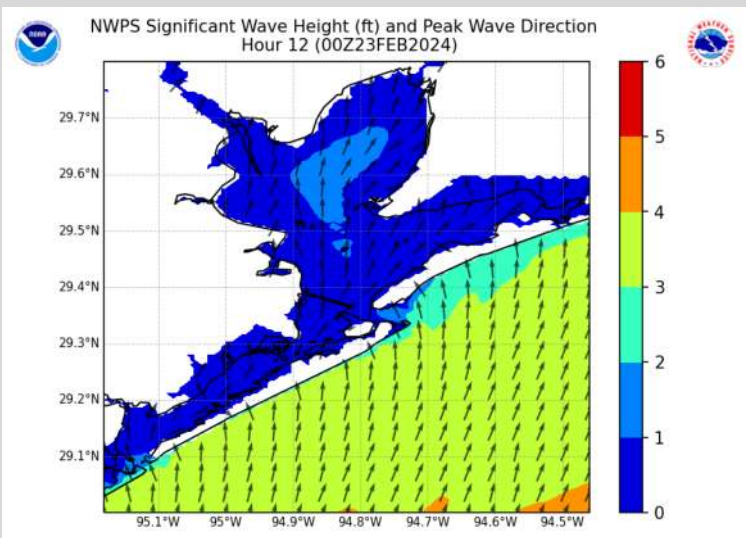 NWPS Significant Wave Height (ft) and Peak Wave Direction
Hour 12 (00Z23FEB2024)
NOAA
6
5
4
3
2
1
0
29.7°N
29.6°N
29.5°N
29.4°N
29.3°N
29.2°N
29.1°N
95.1°W 95°W 94.9°W 94.8°W 94.7°W 94.6°W 94.5°W